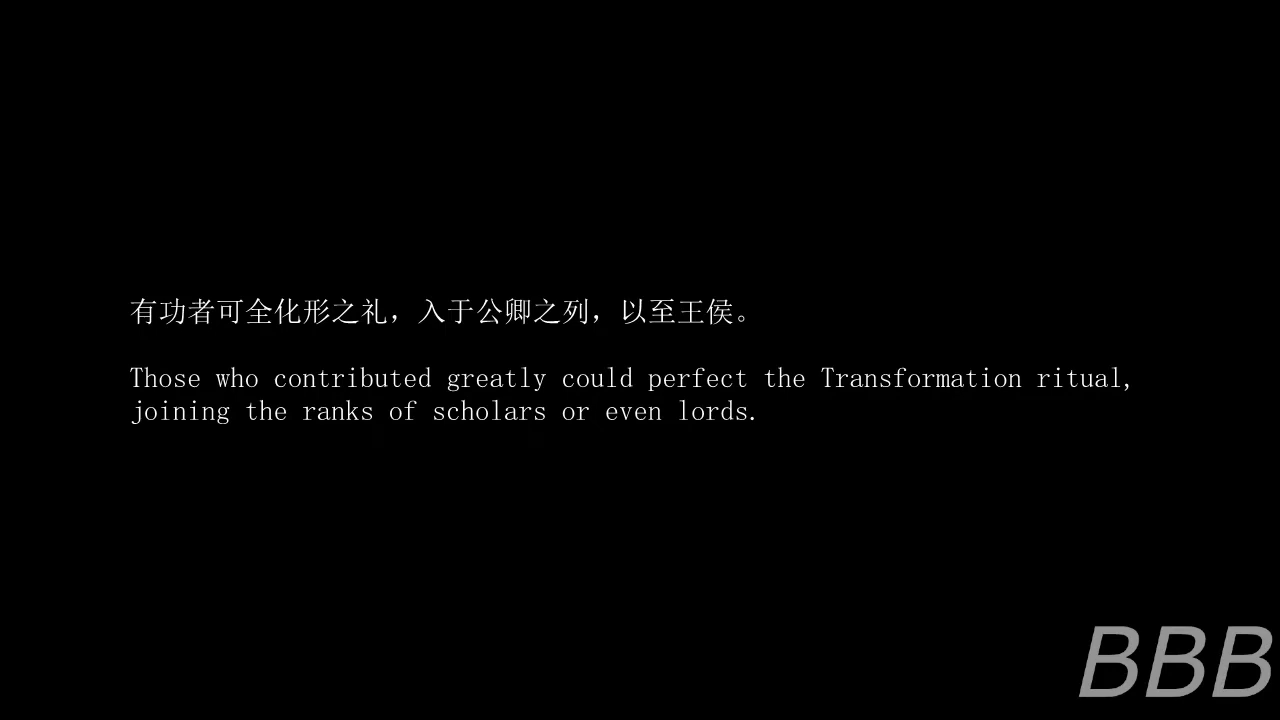 有功者可全化形之礼，入于公卿之列，以至王侯。
Those who contributed greatly could perfect the Transformation ritual,
joining the ranks of scholars or even lords.
BBB